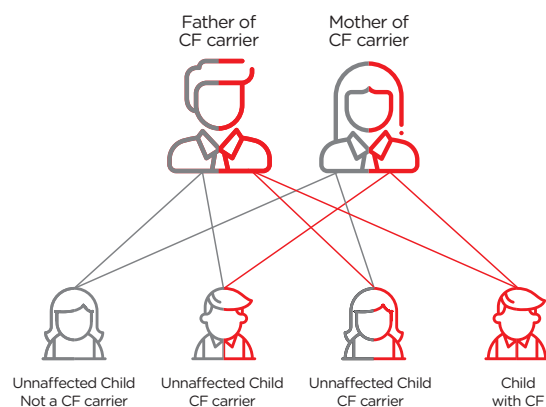 Father of
CF carrier
Mother of
CF carrier
Unnaffected Child
Not a CF carrier
Unaffected Child
CF carrier
Unaffected Child
CF carrier
Child
with CF